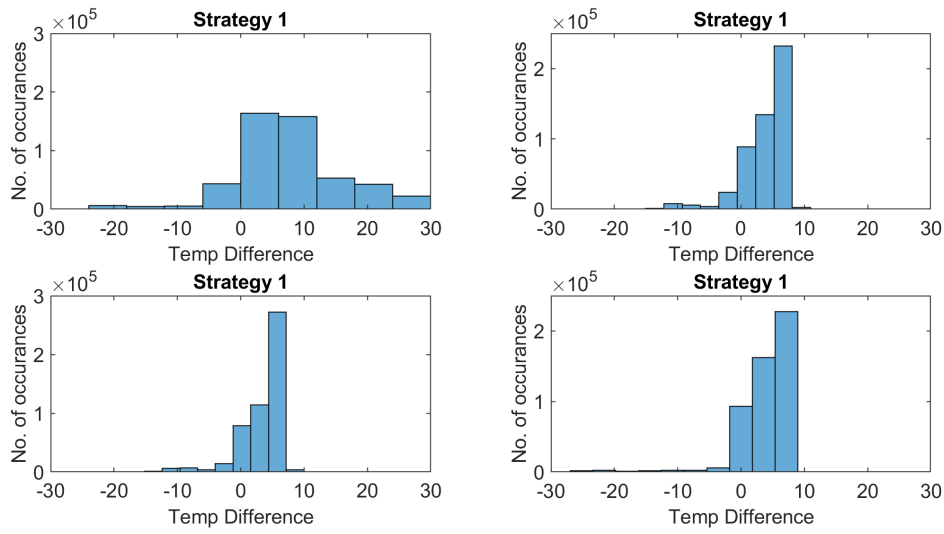 Strategy 1
×10^5
No. of occurances
3
2
1
0
-30 -20 -10 0 10 20 30
Temp Difference
Strategy 1
×10^5
No. of occurances
2
1
0
-30 -20 -10 0 10 20 30
Temp Difference
Strategy 1
×10^5
No. of occurances
3
2
1
0
-30 -20 -10 0 10 20 30
Temp Difference
Strategy 1
×10^5
No. of occurances
2
1
0
-30 -20 -10 0 10 20 30
Temp Difference